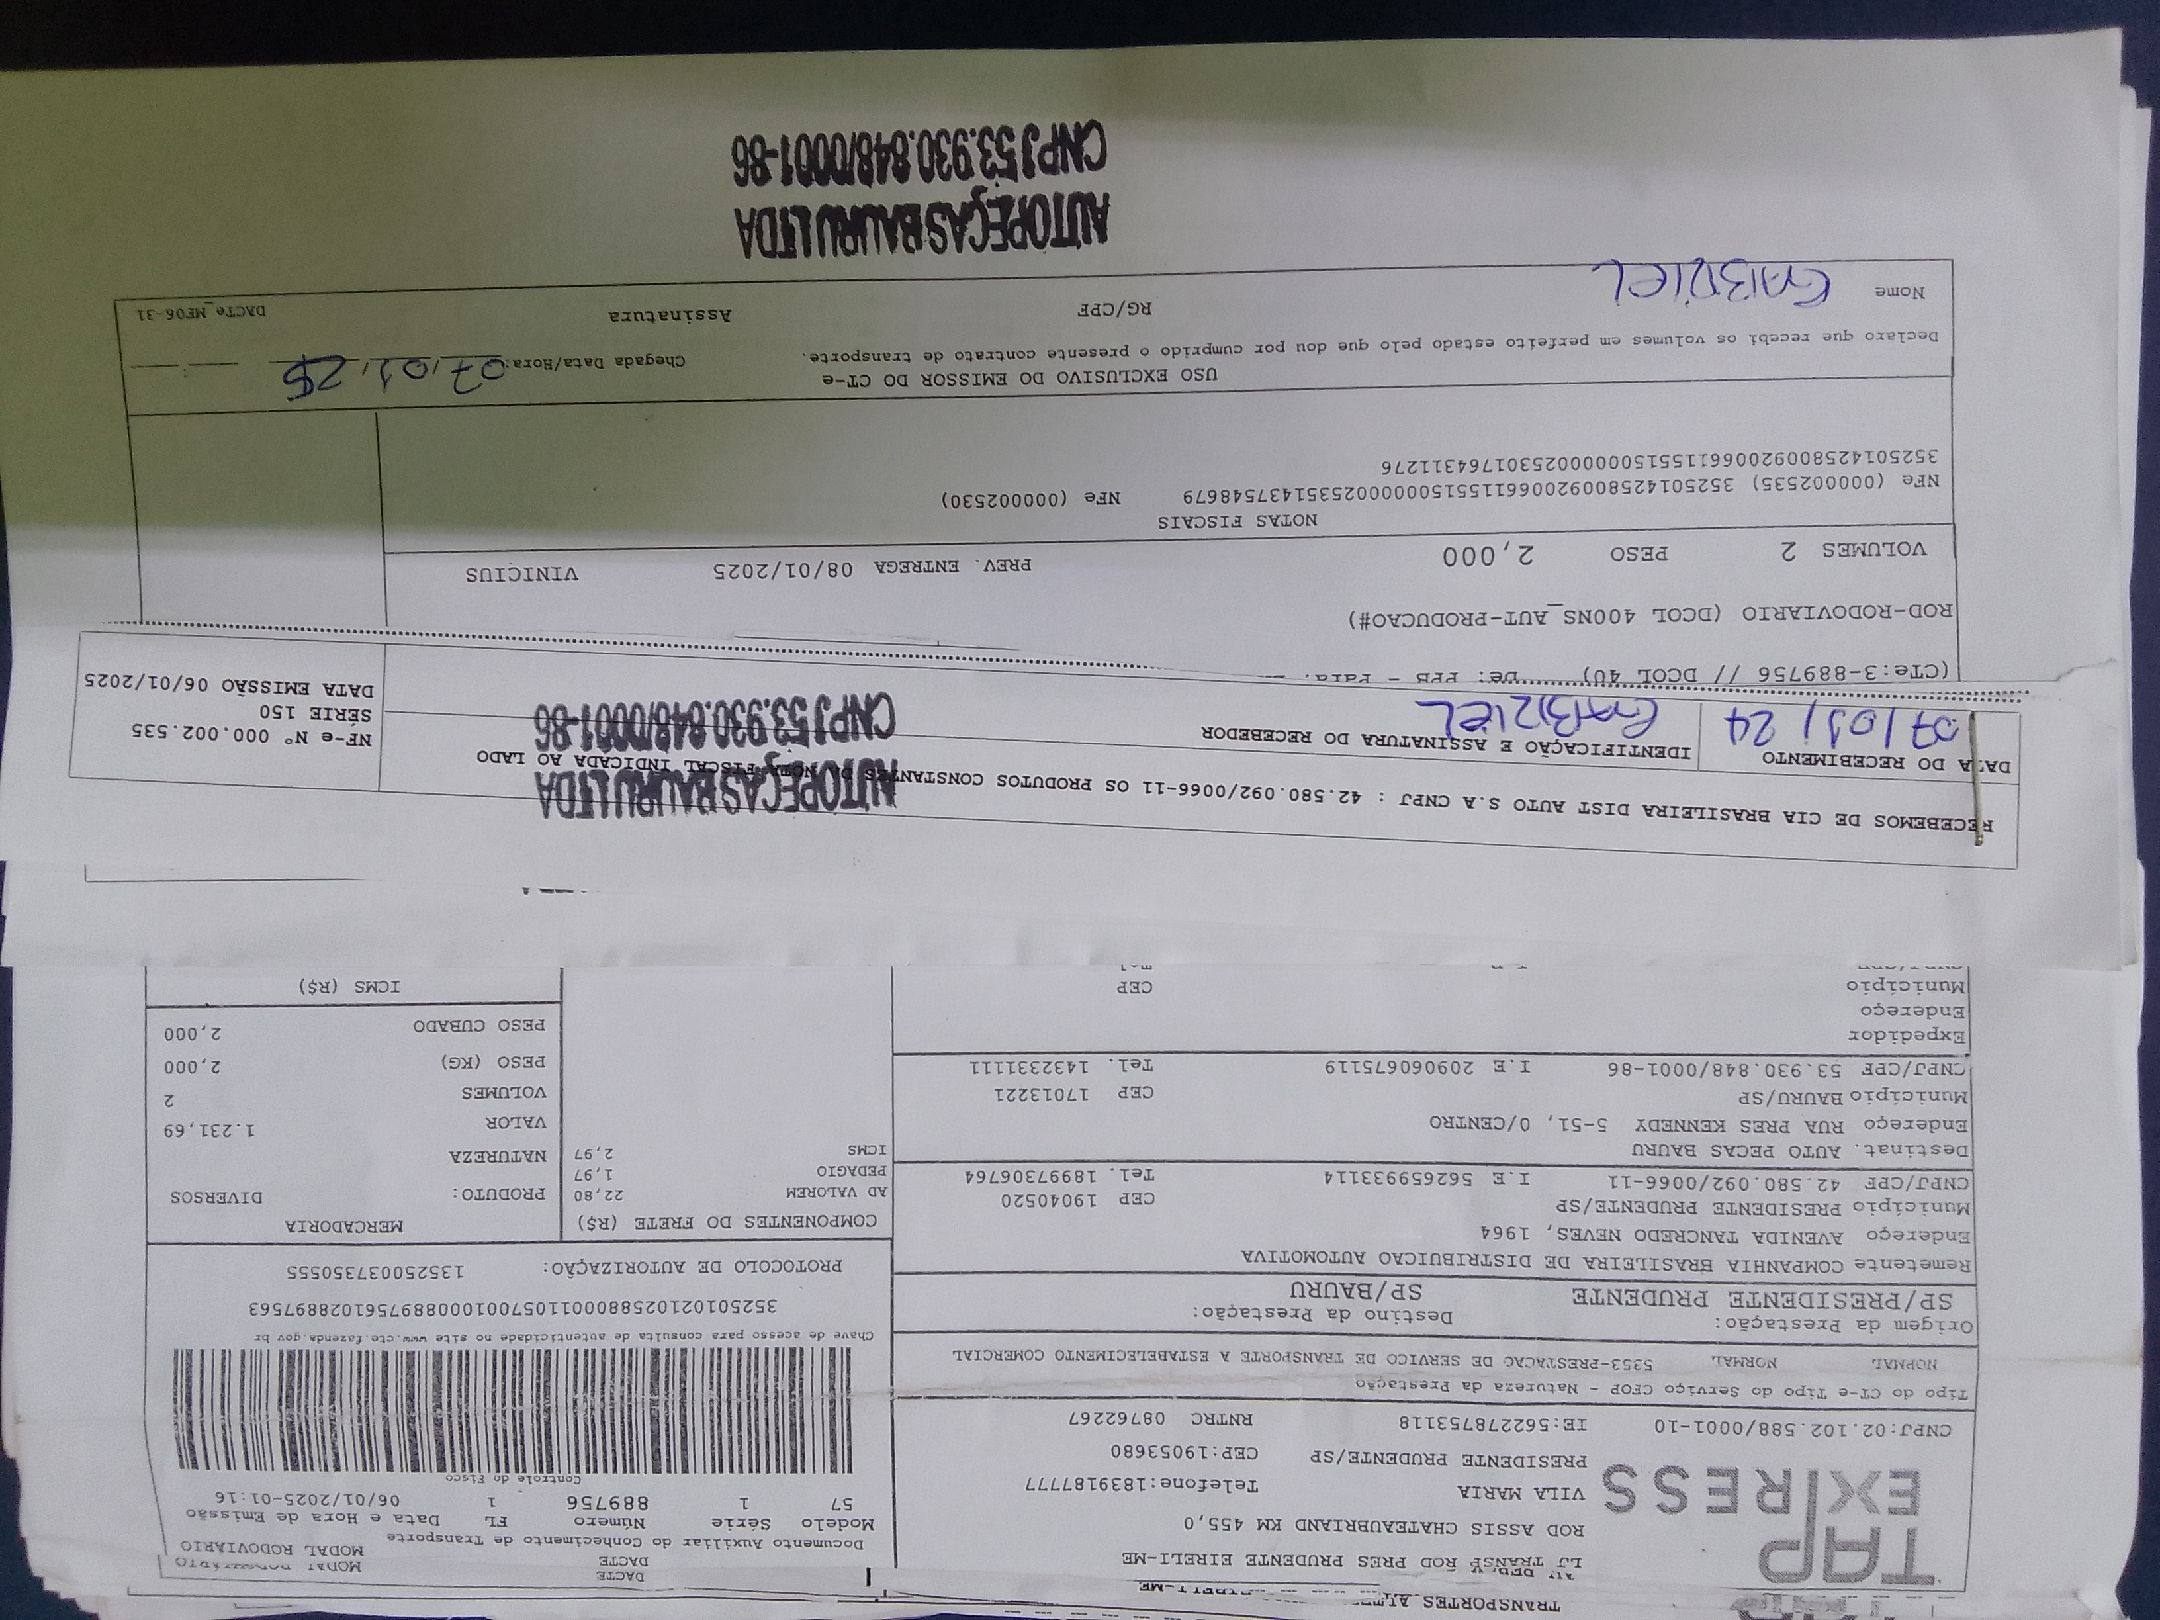 TRANSPORTES
TAP
EXPRESS
LJ TRANSP ROD PRES PRUDENTE EIRELI-ME
ROD ASSIS CHATEAUBRIAND KM 455,0
VILA MARIA Telefone:1839187777
PRESIDENTE PRUDENTE/SP CEP:19053680
CNPJ:02.102.588/0001-10 IE:562278753118 RNTRC 08762267
Tipo do CT-e Tipo do Serviço CFOP - Natureza da Prestação
NORMAL NORMAL 5353-PRESTACAO DE SERVICO DE TRANSPORTE A ESTABELECIMENTO COMERCIAL
Origem da Prestação: Destino da Prestação:
SP/PRESIDENTE PRUDENTE SP/BAURU
DACTE
DACTE MODAL RODOVIARIO
Documento Auxiliar do Conhecimento de Transporte MODAL RODOVIARIO
Modelo Série Número FL Data e Hora de Emissão
57 1 889756 1 06/01/2025-01:16
Controle do Fisco
Chave de acesso para consulta de autenticidade no site www.cte.fazenda.gov.br
35250102102588000110570010008897561028897563
PROTOCOLO DE AUTORIZAÇÃO: 135250037350555
Remetente COMPANHIA BRASILEIRA DE DISTRIBUICAO AUTOMOTIVA
Endereço AVENIDA TANCREDO NEVES, 1964
Município PRESIDENTE PRUDENTE/SP CEP 19040520
CNPJ/CPF 42.580.092/0066-11 I.E 562659933114 Tel. 18997306764
Destinat. AUTO PECAS BAURU
Endereço RUA PRES KENNEDY 5-51, 0/CENTRO
Município BAURU/SP CEP 17013221
CNPJ/CPF 53.930.848/0001-86 I.E 209060675119 Tel. 1432331111
Expedidor
Endereço
Município CEP
COMPONENTES DO FRETE (R$)
AD VALOREM 22,80
PEDAGIO 1,97
ICMS 2,97
MERCADORIA
PRODUTO: DIVERSOS
NATUREZA
VALOR 1.231,69
VOLUMES 2
PESO (KG) 2,000
PESO CUBADO 2,000
ICMS (R$)
RECEBEMOS DE CIA BRASILEIRA DIST AUTO S.A CNPJ : 42.580.092/0066-11 OS PRODUTOS CONSTANTES DA NOTA FISCAL INDICADA AO LADO
DATA DO RECEBIMENTO IDENTIFICAÇÃO E ASSINATURA DO RECEBEDOR
07/01/24 GABRIEL
AUTOPEÇAS BAURU LTDA
CNPJ 53.930.848/0001-86
NF-e Nº 000.002.535
SÉRIE 150
DATA EMISSÃO 06/01/2025
(CTe:3-889756 // DCOL 40)
ROD-RODOVIARIO (DCOL 400NS_AUT-PRODUCAO#)
VOLUMES 2 PESO 2,000 PREV. ENTREGA 08/01/2025 VINICIUS
NOTAS FISCAIS
NFe (000002535) 35250142580092006611551500000025351437548679 NFe (000002530)
35250142580092006611551500000025301764311276
USO EXCLUSIVO DO EMISSOR DO CT-e
Declaro que recebi os volumes em perfeito estado pelo que dou por cumprido o presente contrato de transporte. Chegada Data/Hora: 07/01/25
Nome GABRIEL RG/CPF Assinatura DACTe_MF06-31
AUTOPEÇAS BAURU LTDA
CNPJ 53.930.848/0001-86